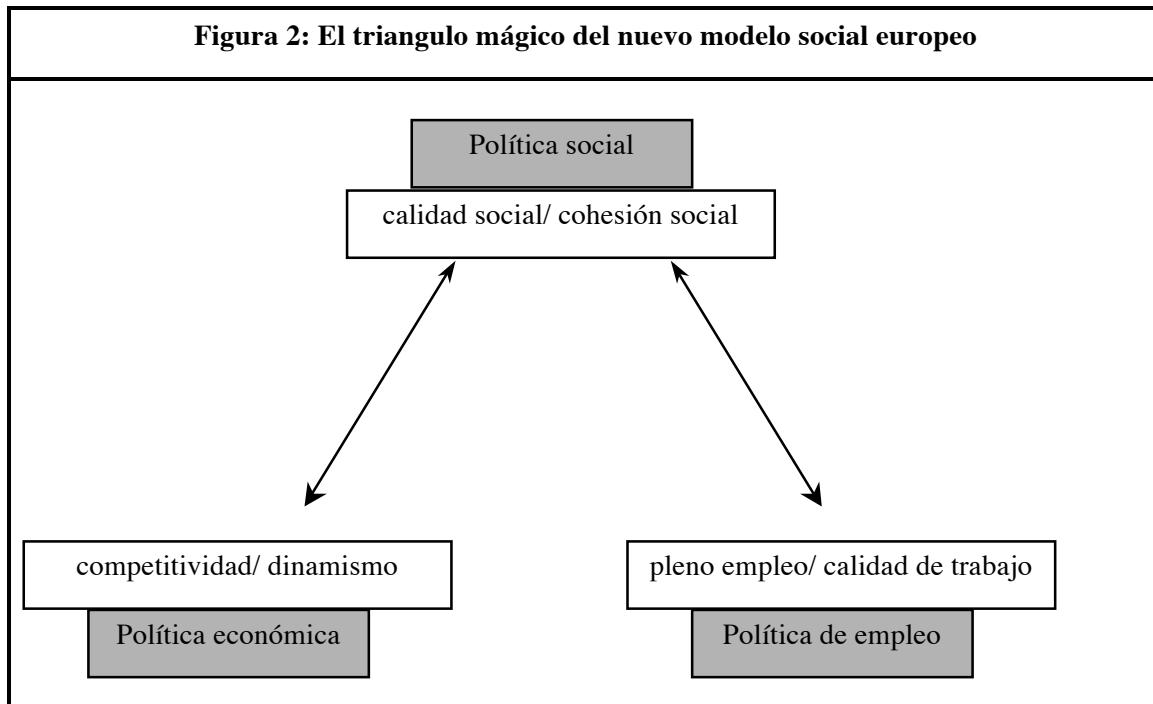 Figura 2: El triangulo mágico del nuevo modelo social europeo
Política social
calidad social/ cohesión social
competitividad/ dinamismo
Política económica
pleno empleo/ calidad de trabajo
Política de empleo